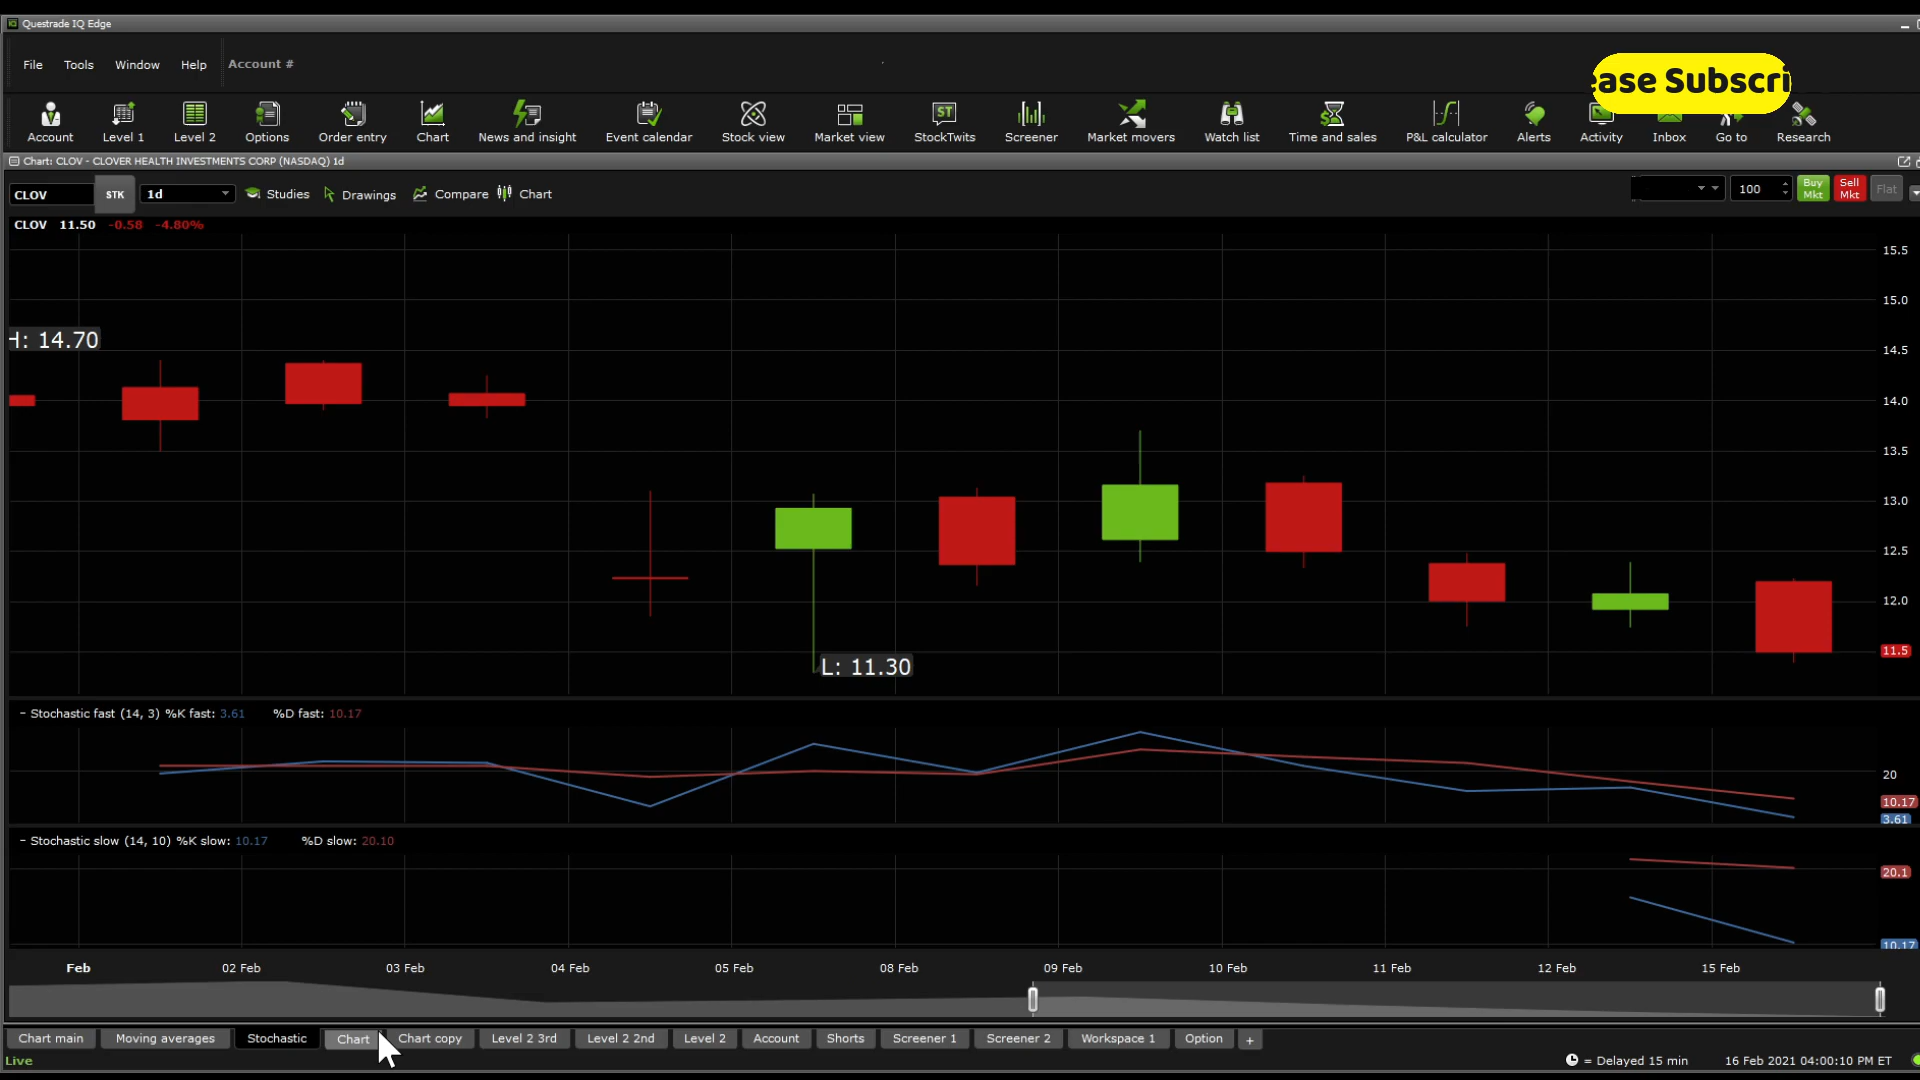 Questrade IQ Edge
File Tools Window Help Account #
ase Subscri
Account Level 1 Level 2 Options Order entry Chart News and insight Event calendar Stock view Market view StockTwits Screener Market movers Watch list Time and sales P&L calculator Alerts Activity Inbox Go to Research
Chart: CLOV - CLOVER HEALTH INVESTMENTS CORP (NASDAQ) 1d
CLOV STK 1d Studies Drawings Compare Chart 100 Buy Mkt Sell Mkt Flat
CLOV 11.50 -0.58 -4.80%
15.5
15.0
H: 14.70
14.5
14.0
13.5
13.0
12.5
12.0
11.5
L: 11.30
- Stochastic fast (14, 3) %K fast: 3.61 %D fast: 10.17
20
10.17
3.61
- Stochastic slow (14, 10) %K slow: 10.17 %D slow: 20.10
20.1
10.17
Feb 02 Feb 03 Feb 04 Feb 05 Feb 08 Feb 09 Feb 10 Feb 11 Feb 12 Feb 15 Feb
Chart main Moving averages Stochastic Chart Chart copy Level 2 3rd Level 2 2nd Level 2 Account Shorts Screener 1 Screener 2 Workspace 1 Option +
Live = Delayed 15 min 16 Feb 2021 04:00:10 PM ET